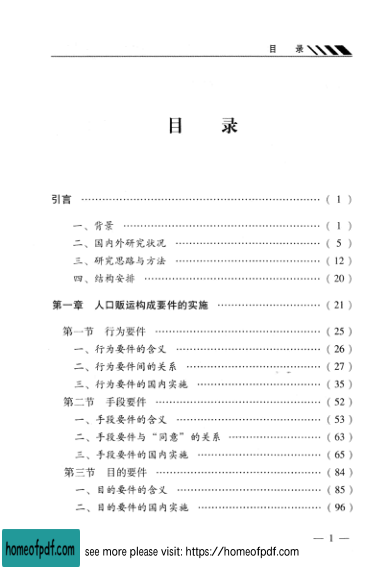 目　录
目　录
引言 ………………………………………………………（ 1 ）
一、背景 …………………………………………………（ 1 ）
二、国内外研究状况 ……………………………………（ 5 ）
三、研究思路与方法 ……………………………………（ 12 ）
四、结构安排 ……………………………………………（ 20 ）
第一章　人口贩运构成要件的实施 ……………………（ 21 ）
第一节　行为要件 ………………………………………（ 25 ）
一、行为要件的含义 ……………………………………（ 26 ）
二、行为要件间的关系 …………………………………（ 27 ）
三、行为要件的国内实施 ………………………………（ 35 ）
第二节　手段要件 ………………………………………（ 52 ）
一、手段要件的含义 ……………………………………（ 53 ）
二、手段要件与“同意”的关系 …………………………（ 63 ）
三、手段要件的国内实施 ………………………………（ 65 ）
第三节　目的要件 ………………………………………（ 84 ）
一、目的要件的含义 ……………………………………（ 85 ）
二、目的要件的国内实施 ………………………………（ 96 ）
— 1 —
homeofpdf.com see more please visit: https://homeofpdf.com